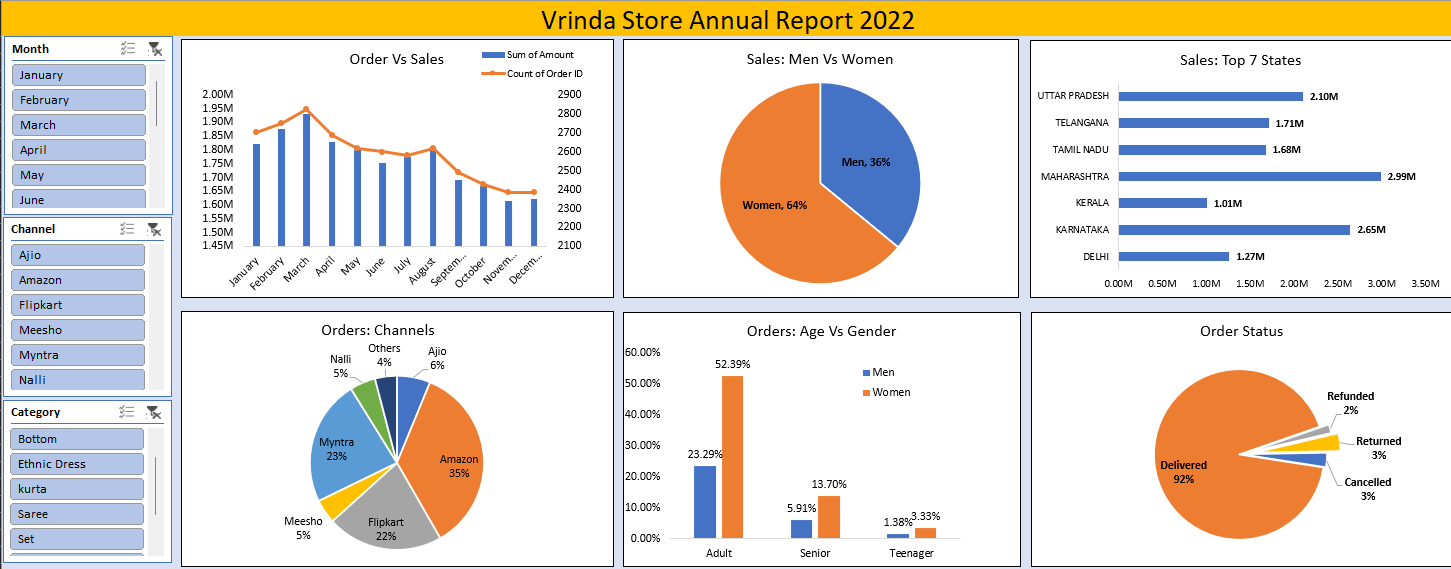 Vrinda Store Annual Report 2022
Month
January
February
March
April
May
June
Channel
Ajio
Amazon
Flipkart
Meesho
Myntra
Nalli
Category
Bottom
Ethnic Dress
kurta
Saree
Set
Order Vs Sales
Sum of Amount
Count of Order ID
2.00M 2900
1.95M 2800
1.90M 2700
1.85M 2600
1.80M 2500
1.75M 2400
1.70M 2300
1.65M 2200
1.60M 2100
1.55M
1.50M
1.45M
January February March April May June July August Septem... October Novem... Decem...
Sales: Men Vs Women
Men, 36%
Women, 64%
Sales: Top 7 States
UTTAR PRADESH 2.10M
TELANGANA 1.71M
TAMIL NADU 1.68M
MAHARASHTRA 2.99M
KERALA 1.01M
KARNATAKA 2.65M
DELHI 1.27M
0.00M 0.50M 1.00M 1.50M 2.00M 2.50M 3.00M 3.50M
Orders: Channels
Others
4%
Ajio
6%
Nalli
5%
Myntra
23%
Amazon
35%
Meesho
5%
Flipkart
22%
Orders: Age Vs Gender
Men
Women
60.00%
50.00%
40.00%
30.00%
20.00%
10.00%
0.00%
23.29% 52.39%
5.91% 13.70%
1.38% 3.33%
Adult Senior Teenager
Order Status
Refunded
2%
Returned
3%
Cancelled
3%
Delivered
92%